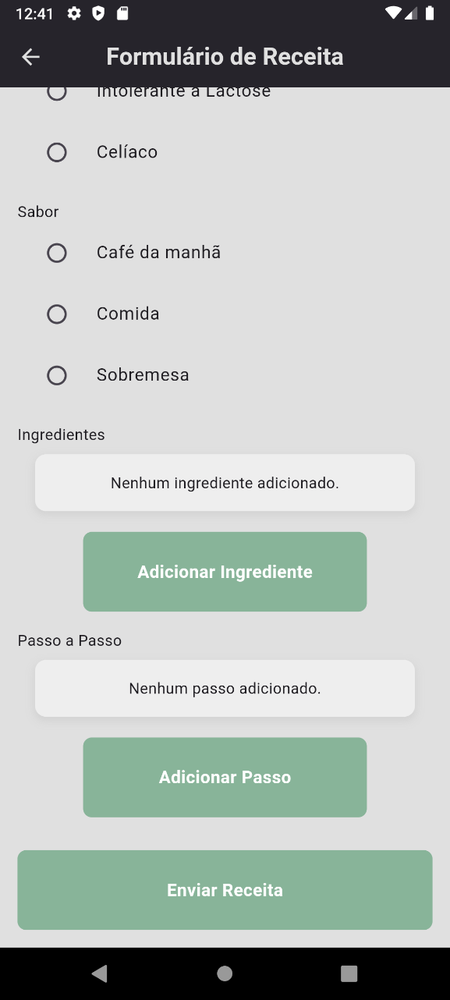 12:41
Formulário de Receita
Intolerante a Lactose
Celíaco
Sabor
Café da manhã
Comida
Sobremesa
Ingredientes
Nenhum ingrediente adicionado.
Adicionar Ingrediente
Passo a Passo
Nenhum passo adicionado.
Adicionar Passo
Enviar Receita